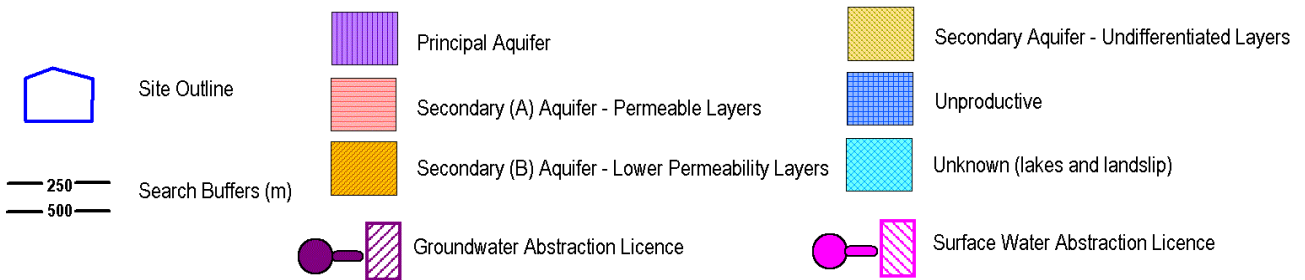 Site Outline
250
500
Search Buffers (m)
Principal Aquifer
Secondary (A) Aquifer - Permeable Layers
Secondary (B) Aquifer - Lower Permeability Layers
Groundwater Abstraction Licence
Secondary Aquifer - Undifferentiated Layers
Unproductive
Unknown (lakes and landslip)
Surface Water Abstraction Licence